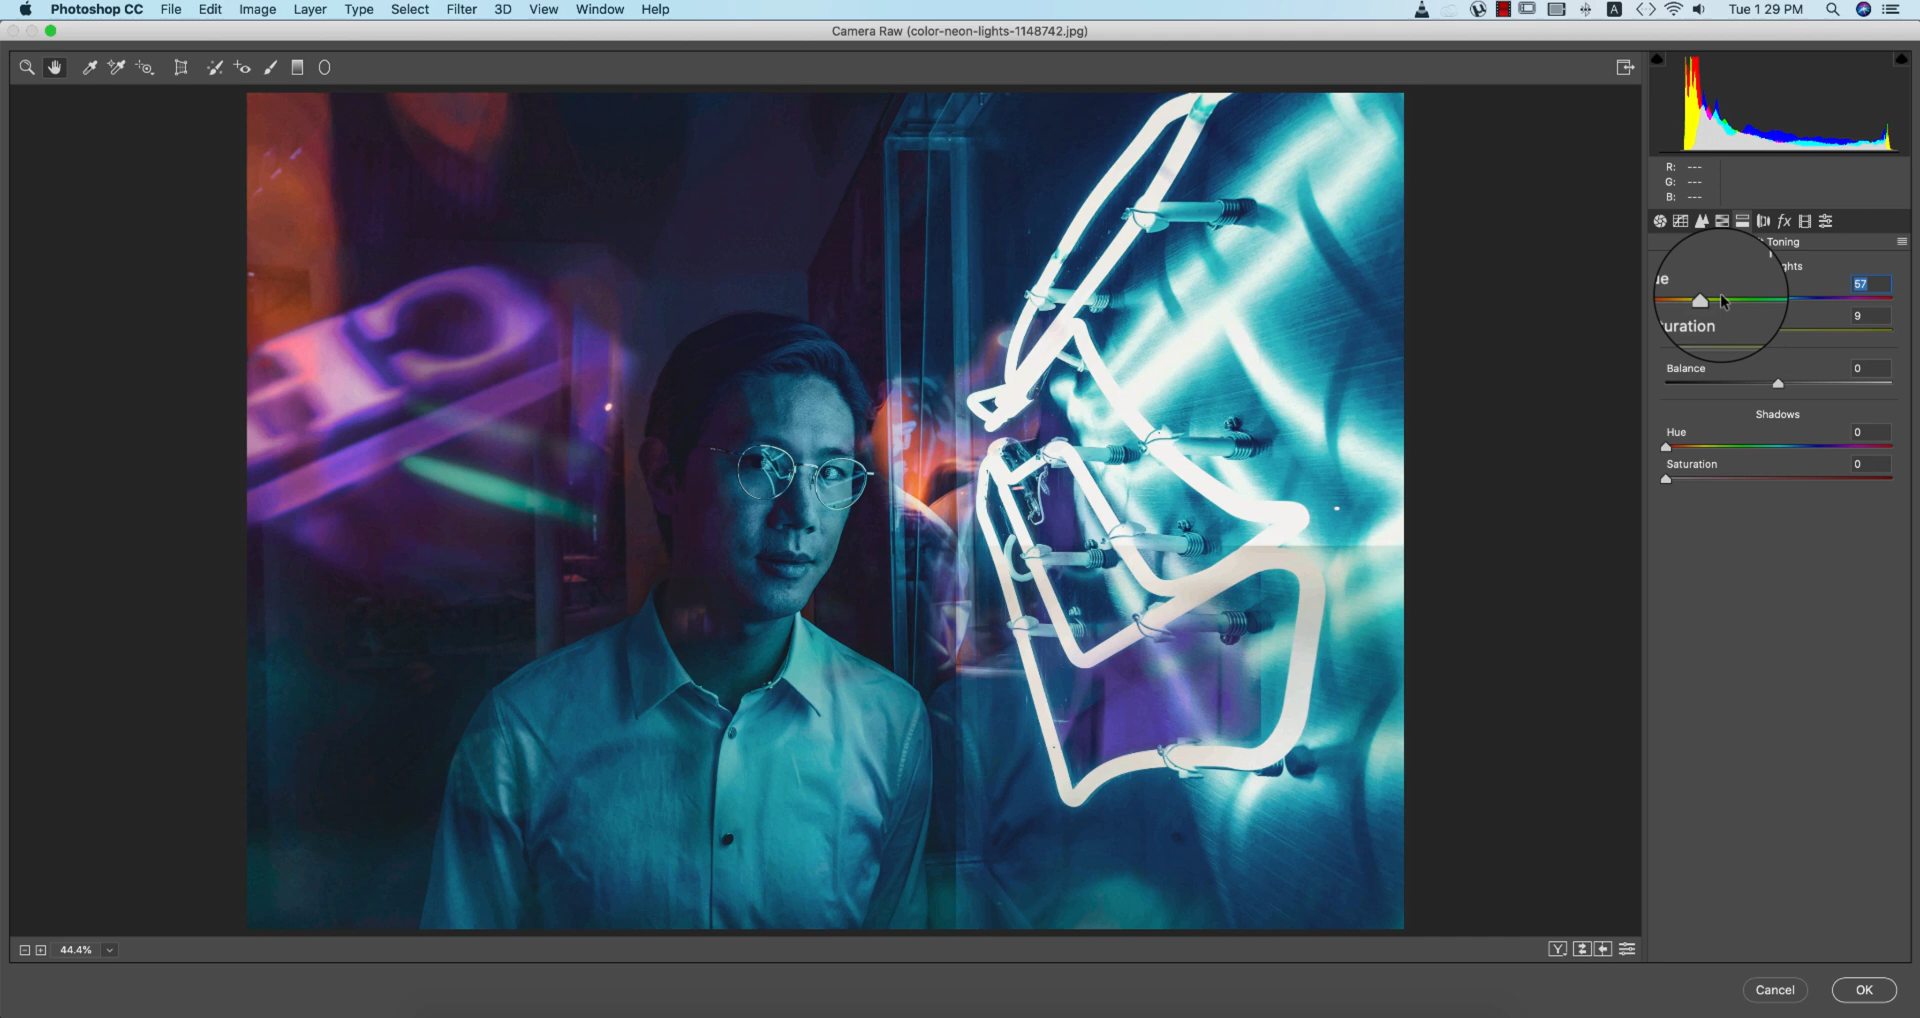 Photoshop CC File Edit Image Layer Type Select Filter 3D View Window Help A Tue 1 29 PM
Camera Raw (color-neon-lights-1148742.jpg)
R: ---
G: ---
B: ---
fx
Toning
ghts
ue 57
uration 9
Balance 0
Shadows
Hue 0
Saturation 0
44.4% Y
Cancel OK